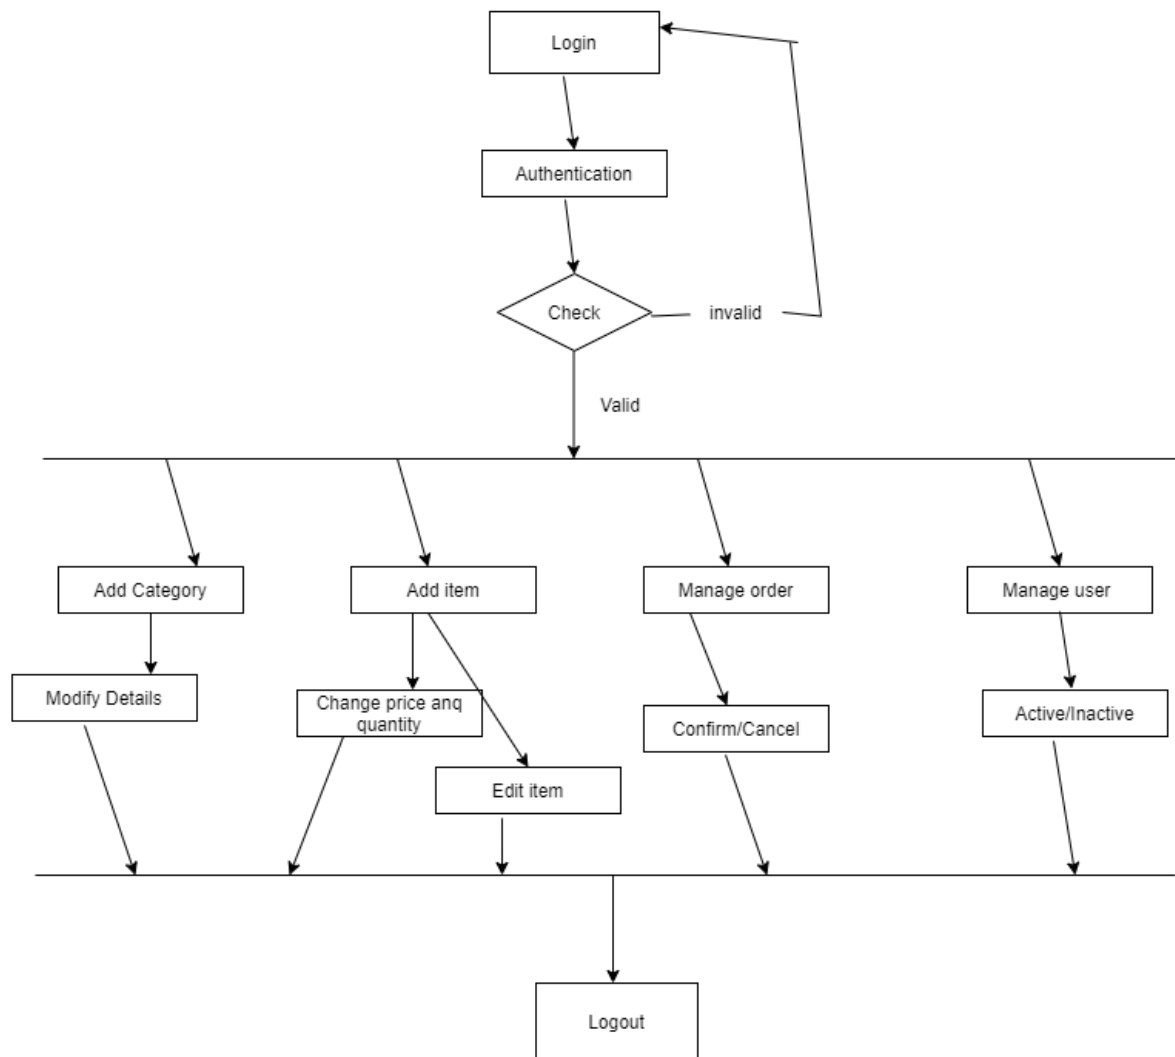 Login
Authentication
Check
invalid
Valid
Add Category
Add item
Manage order
Manage user
Modify Details
Change price anq
quantity
Confirm/Cancel
Active/Inactive
Edit item
Logout